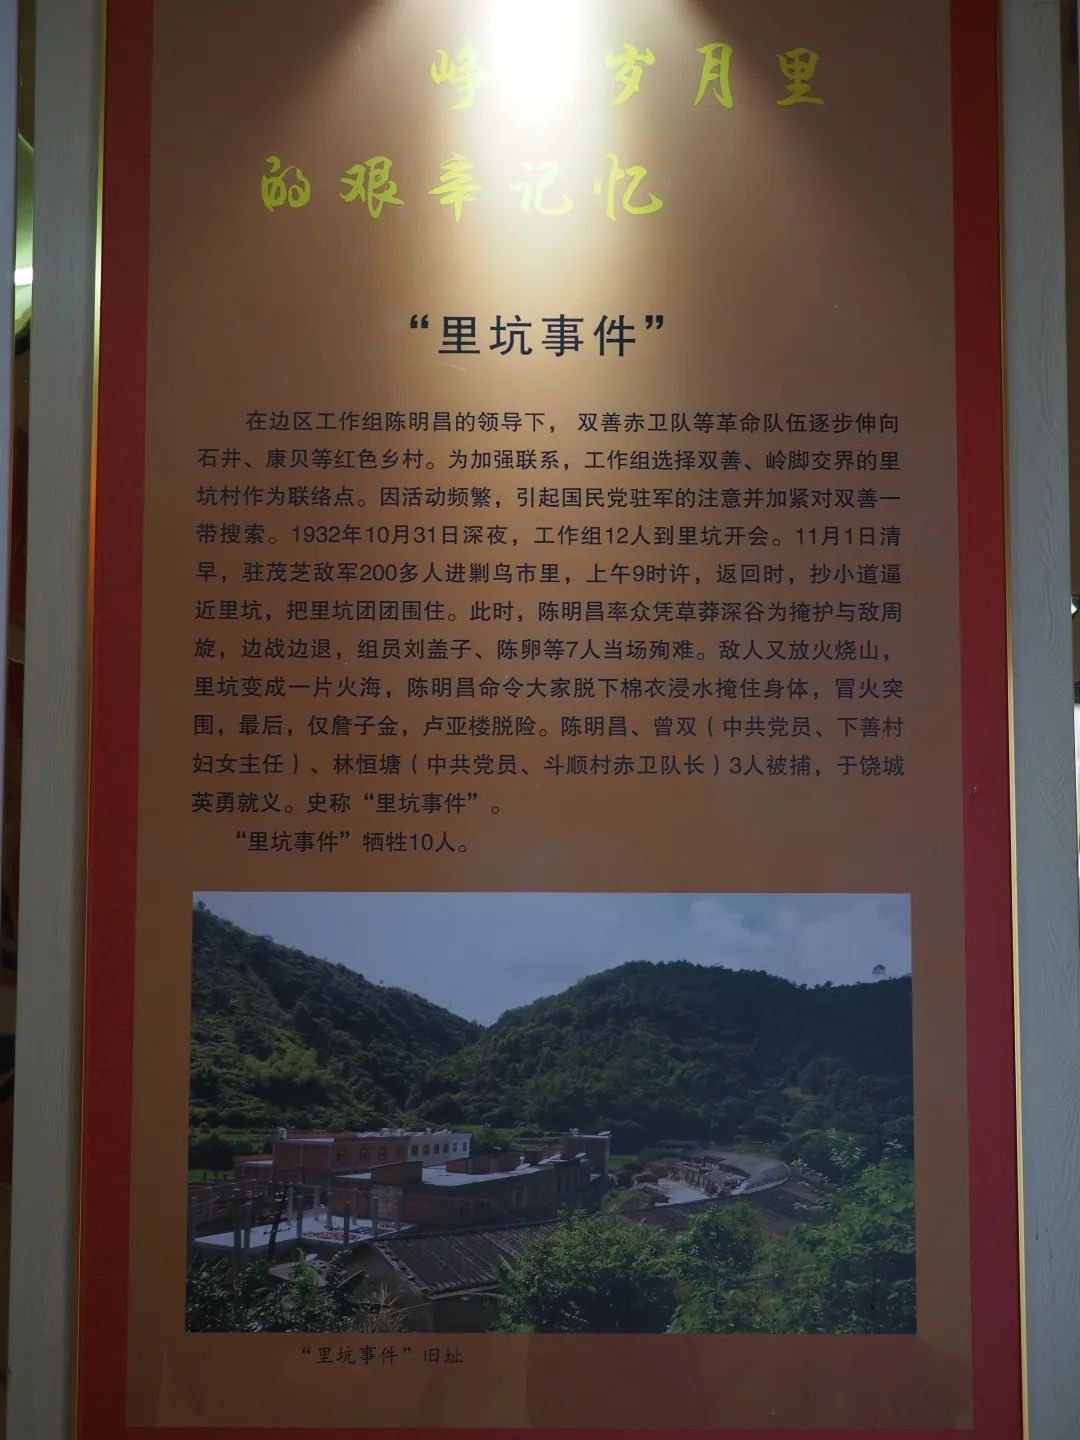 峥 岁月里
的艰辛记忆
“里坑事件”
在边区工作组陈明昌的领导下， 双善赤卫队等革命队伍逐步伸向
石井、康贝等红色乡村。为加强联系，工作组选择双善、岭脚交界的里
坑村作为联络点。因活动频繁，引起国民党驻军的注意并加紧对双善一
带搜索。1932年10月31日深夜，工作组12人到里坑开会。11月1日清
早，驻茂芝敌军200多人进剿鸟市里，上午9时许，返回时，抄小道逼
近里坑，把里坑团团围住。此时，陈明昌率众凭草莽深谷为掩护与敌周
旋，边战边退，组员刘盖子、陈卵等7人当场殉难。敌人又放火烧山，
里坑变成一片火海，陈明昌命令大家脱下棉衣浸水掩住身体，冒火突
围，最后，仅詹子金，卢亚楼脱险。陈明昌、曾双（中共党员、下善村
妇女主任）、林恒塘（中共党员、斗顺村赤卫队长）3人被捕，于饶城
英勇就义。史称“里坑事件”。
“里坑事件”牺牲10人。
“里坑事件”旧址